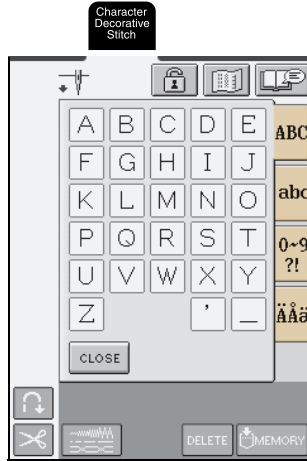 Character
Decorative
Stitch
A B C D E
F G H I J
K L M N O
P Q R S T
U V W X Y
Z ' _
CLOSE
ABC
abc
0~9
?!
ÄÅä
DELETE
MEMORY